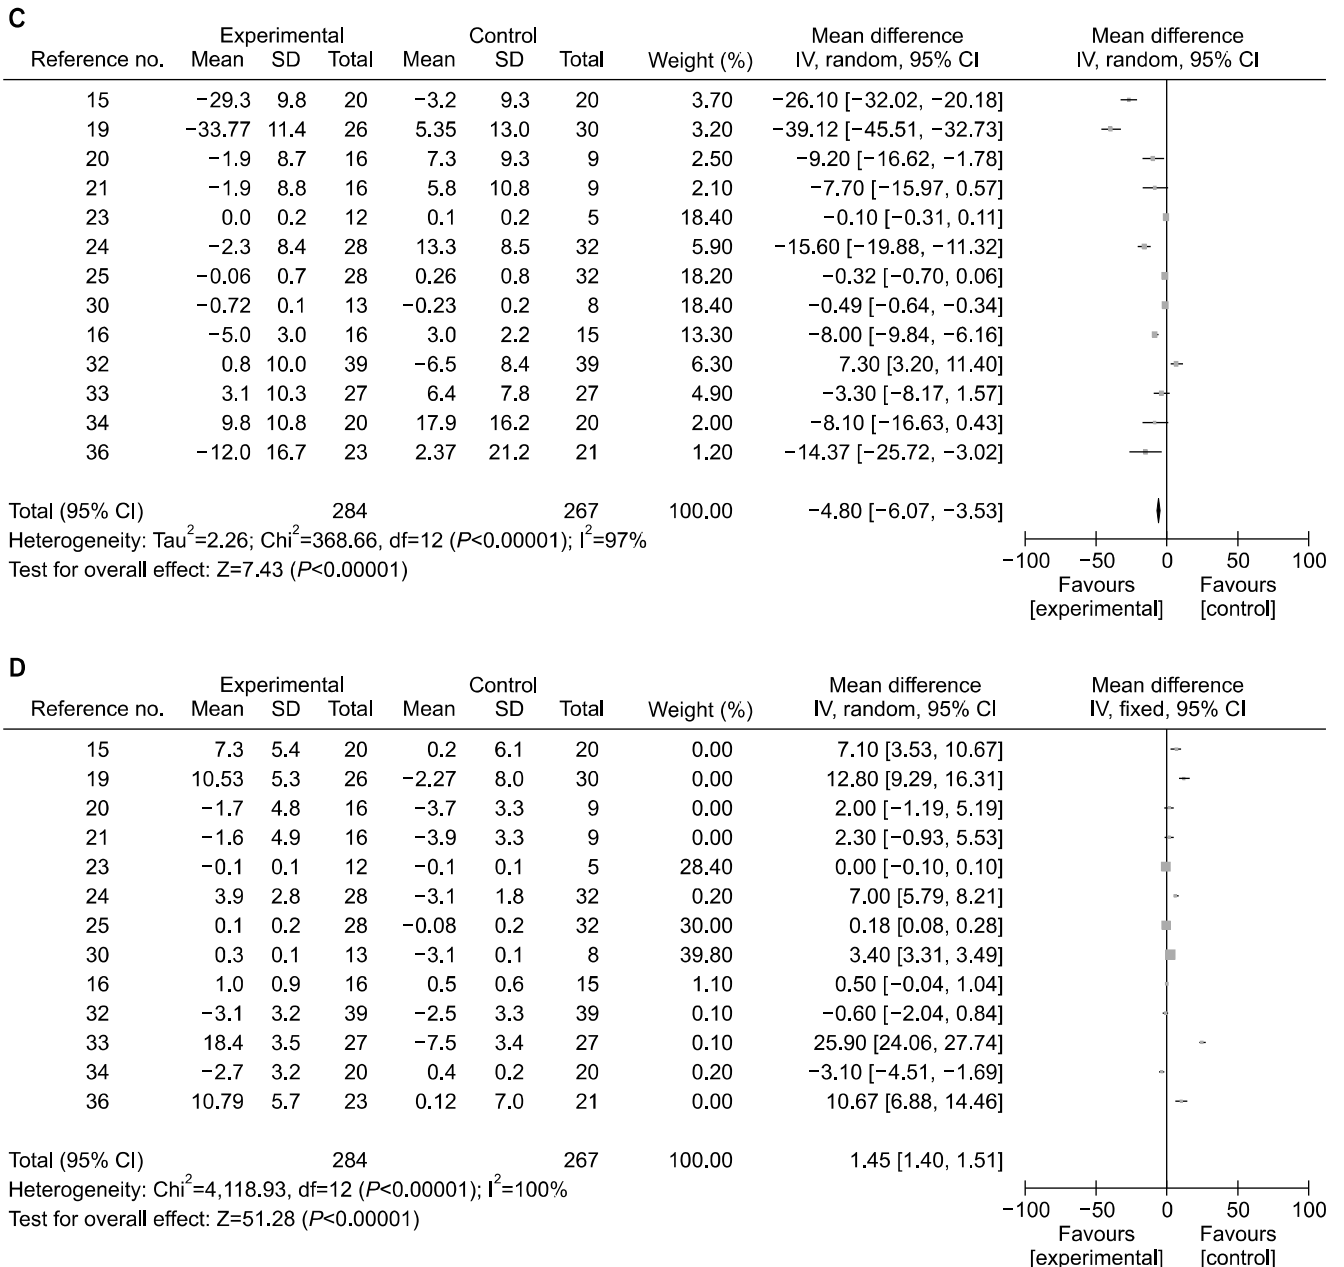 C
Experimental Control Mean difference Mean difference
Reference no. Mean SD Total Mean SD Total Weight (%) IV, random, 95% CI IV, random, 95% CI
15 −29.3 9.8 20 −3.2 9.3 20 3.70 −26.10 [−32.02, −20.18]
19 −33.77 11.4 26 5.35 13.0 30 3.20 −39.12 [−45.51, −32.73]
20 −1.9 8.7 16 7.3 9.3 9 2.50 −9.20 [−16.62, −1.78]
21 −1.9 8.8 16 5.8 10.8 9 2.10 −7.70 [−15.97, 0.57]
23 0.0 0.2 12 0.1 0.2 5 18.40 −0.10 [−0.31, 0.11]
24 −2.3 8.4 28 13.3 8.5 32 5.90 −15.60 [−19.88, −11.32]
25 −0.06 0.7 28 0.26 0.8 32 18.20 −0.32 [−0.70, 0.06]
30 −0.72 0.1 13 −0.23 0.2 8 18.40 −0.49 [−0.64, −0.34]
16 −5.0 3.0 16 3.0 2.2 15 13.30 −8.00 [−9.84, −6.16]
32 0.8 10.0 39 −6.5 8.4 39 6.30 7.30 [3.20, 11.40]
33 3.1 10.3 27 6.4 7.8 27 4.90 −3.30 [−8.17, 1.57]
34 9.8 10.8 20 17.9 16.2 20 2.00 −8.10 [−16.63, 0.43]
36 −12.0 16.7 23 2.37 21.2 21 1.20 −14.37 [−25.72, −3.02]
Total (95% CI) 284 267 100.00 −4.80 [−6.07, −3.53]
Heterogeneity: Tau²=2.26; Chi²=368.66, df=12 (P<0.00001); I²=97%
Test for overall effect: Z=7.43 (P<0.00001)
−100 −50 0 50 100
Favours Favours
[experimental] [control]
D
Experimental Control Mean difference Mean difference
Reference no. Mean SD Total Mean SD Total Weight (%) IV, random, 95% CI IV, fixed, 95% CI
15 7.3 5.4 20 0.2 6.1 20 0.00 7.10 [3.53, 10.67]
19 10.53 5.3 26 −2.27 8.0 30 0.00 12.80 [9.29, 16.31]
20 −1.7 4.8 16 −3.7 3.3 9 0.00 2.00 [−1.19, 5.19]
21 −1.6 4.9 16 −3.9 3.3 9 0.00 2.30 [−0.93, 5.53]
23 −0.1 0.1 12 −0.1 0.1 5 28.40 0.00 [−0.10, 0.10]
24 3.9 2.8 28 −3.1 1.8 32 0.20 7.00 [5.79, 8.21]
25 0.1 0.2 28 −0.08 0.2 32 30.00 0.18 [0.08, 0.28]
30 0.3 0.1 13 −3.1 0.1 8 39.80 3.40 [3.31, 3.49]
16 1.0 0.9 16 0.5 0.6 15 1.10 0.50 [−0.04, 1.04]
32 −3.1 3.2 39 −2.5 3.3 39 0.10 −0.60 [−2.04, 0.84]
33 18.4 3.5 27 −7.5 3.4 27 0.10 25.90 [24.06, 27.74]
34 −2.7 3.2 20 0.4 0.2 20 0.20 −3.10 [−4.51, −1.69]
36 10.79 5.7 23 0.12 7.0 21 0.00 10.67 [6.88, 14.46]
Total (95% CI) 284 267 100.00 1.45 [1.40, 1.51]
Heterogeneity: Chi²=4,118.93, df=12 (P<0.00001); I²=100%
Test for overall effect: Z=51.28 (P<0.00001)
−100 −50 0 50 100
Favours Favours
[experimental] [control]